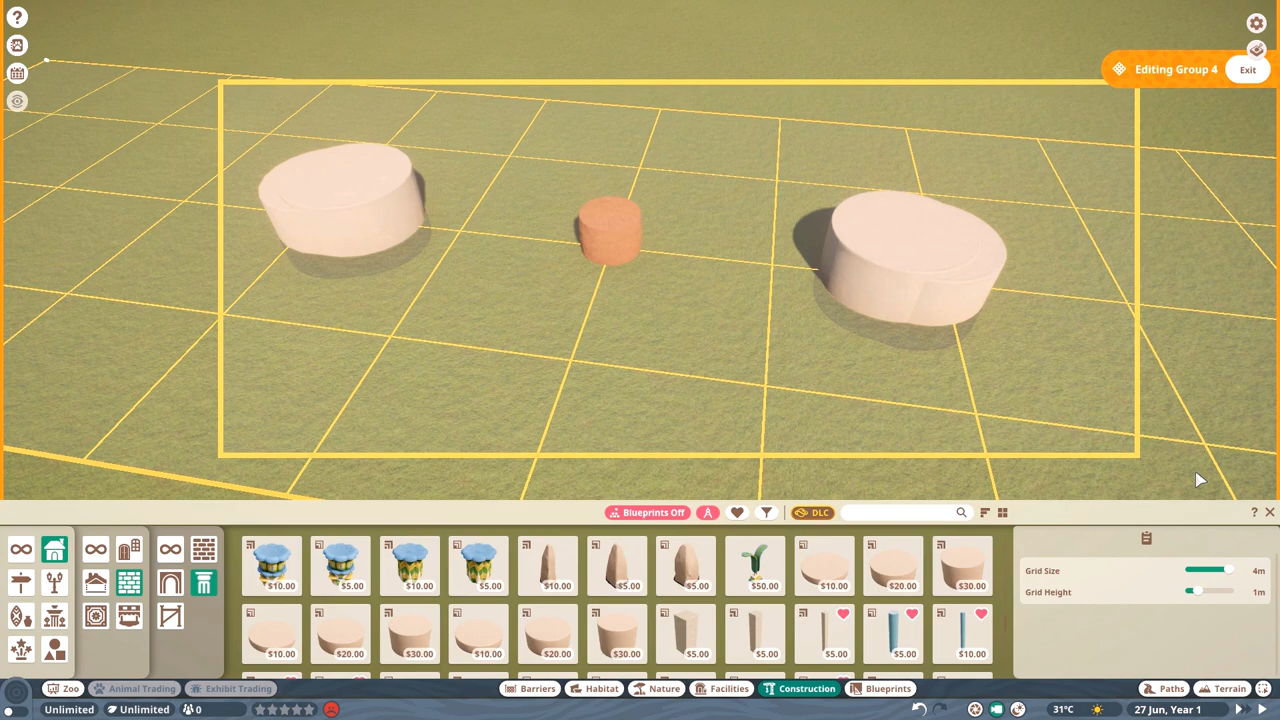 ?
Editing Group 4
Exit
Blueprints Off
DLC
?
$10.00
$5.00
$10.00
$5.00
$10.00
$5.00
$5.00
$50.00
$10.00
$20.00
$30.00
Grid Size
4m
Grid Height
1m
$10.00
$20.00
$30.00
$10.00
$20.00
$30.00
$5.00
$5.00
$5.00
$5.00
$10.00
Zoo
Animal Trading
Exhibit Trading
Barriers
Habitat
Nature
Facilities
Construction
Blueprints
Paths
Terrain
Unlimited
Unlimited
0
31°C
27 Jun, Year 1